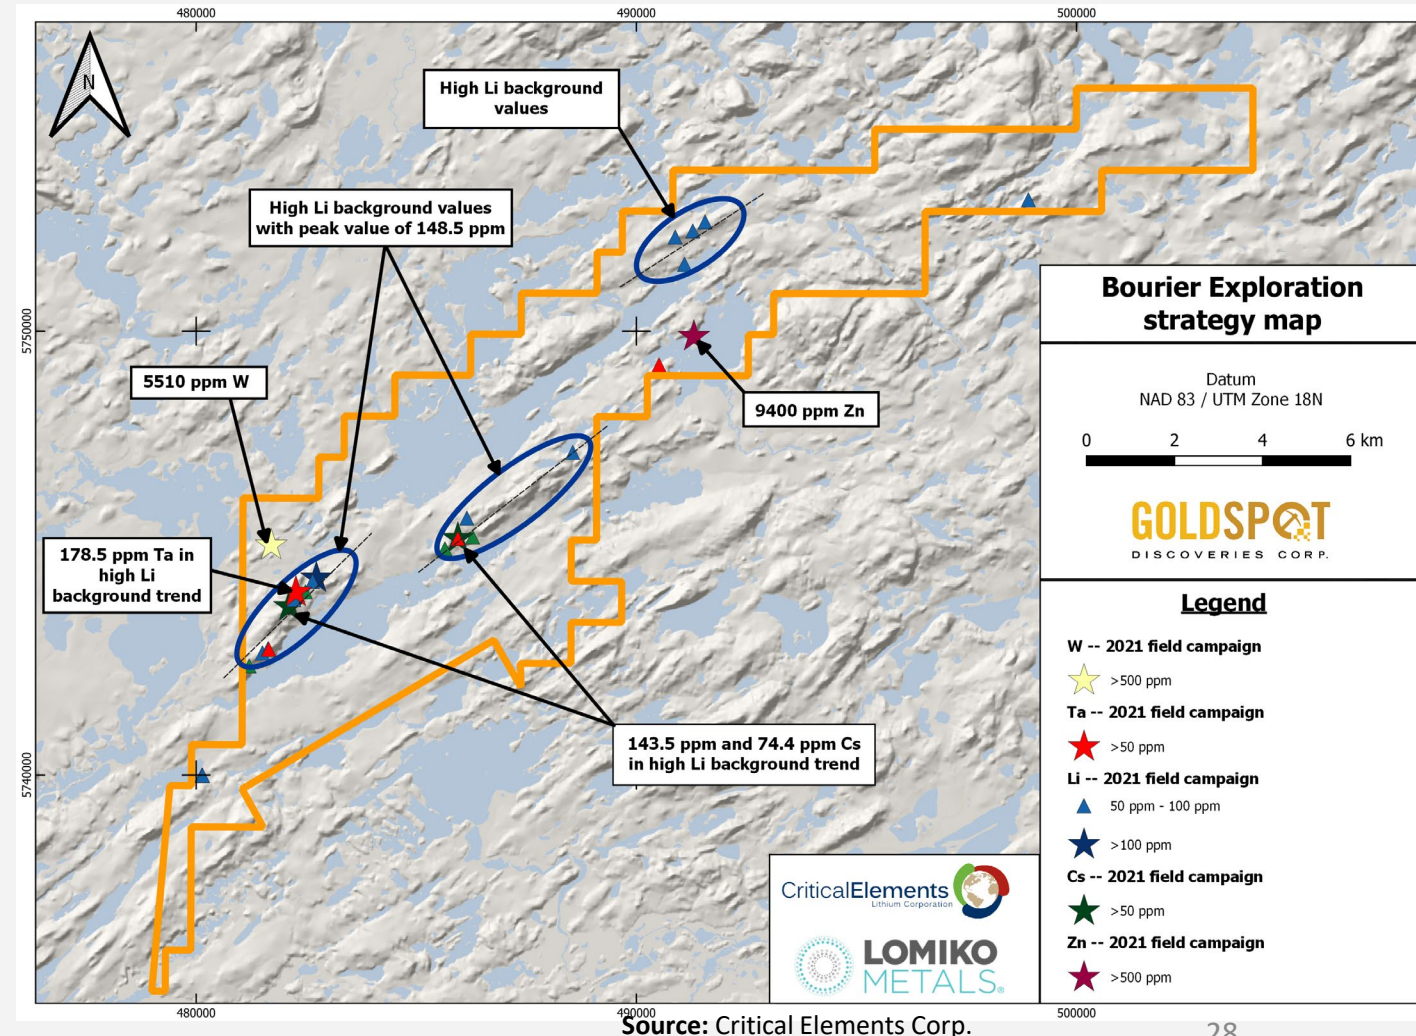 480000
490000
500000
N
High Li background
values
High Li background values
with peak value of 148.5 ppm
5750000
5510 ppm W
9400 ppm Zn
178.5 ppm Ta in
high Li
background trend
143.5 ppm and 74.4 ppm Cs
in high Li background trend
5740000
Bourier Exploration
strategy map
Datum
NAD 83 / UTM Zone 18N
0 2 4 6 km
GOLDSPOT
DISCOVERIES CORP.
Legend
W -- 2021 field campaign
>500 ppm
Ta -- 2021 field campaign
>50 ppm
Li -- 2021 field campaign
50 ppm - 100 ppm
>100 ppm
Cs -- 2021 field campaign
>50 ppm
Zn -- 2021 field campaign
>500 ppm
CriticalElements
Lithium Corporation
LOMIKO
METALS®
480000
490000
500000
Source: Critical Elements Corp.
28